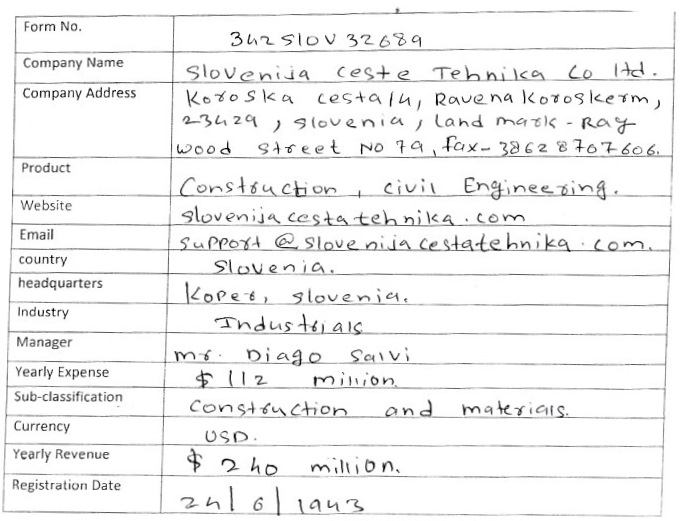 Form No. 342SLOV32689
Company Name Slovenija ceste Tehnika Co ltd.
Company Address Koroska cesta 14, Ravena Koroskerm,
23429, slovenia, land mark - Ray
wood street No 79, fax- 38628707606.
Product Construction, civil Engineering.
Website slovenijacestatehnika.com
Email support@slovenijacestatehnika.com.
country Slovenia.
headquarters Koper, slovenia.
Industry Industrials
Manager mr. Diago Salvi
Yearly Expense $ 112 million.
Sub-classification construction and materials.
Currency USD.
Yearly Revenue $ 240 million.
Registration Date 24/6/1943